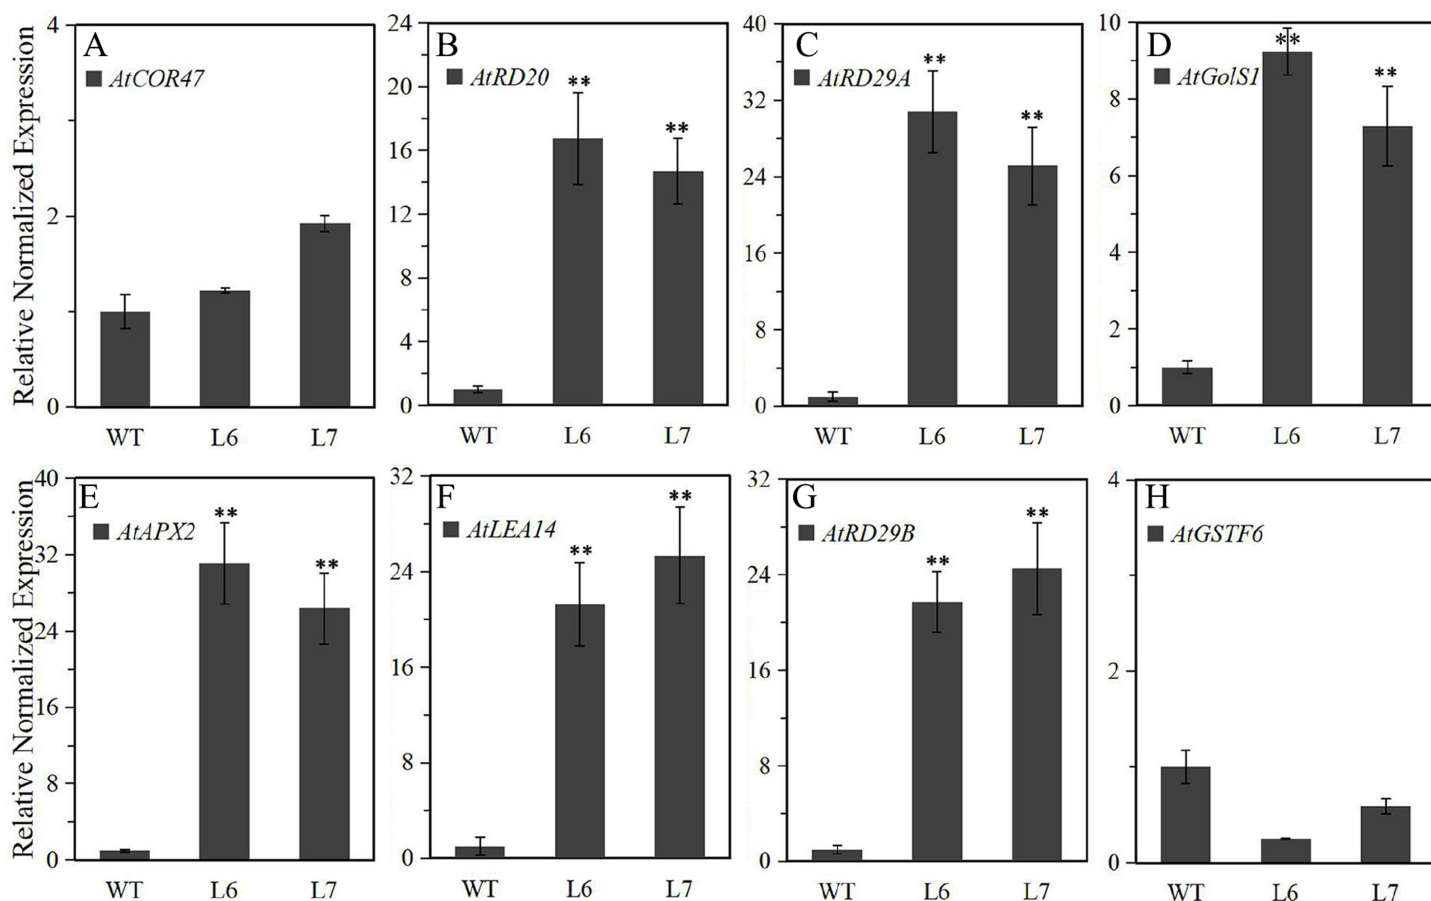 Relative Normalized Expression
A
AtCOR47
4
2
0
WT L6 L7
B
AtRD20
24
20
16
12
8
4
0
**
**
WT L6 L7
C
AtRD29A
40
32
24
16
8
0
**
**
WT L6 L7
D
AtGolS1
10
8
6
4
2
0
**
**
WT L6 L7
Relative Normalized Expression
E
AtAPX2
40
32
24
16
8
0
**
**
WT L6 L7
F
AtLEA14
32
24
16
8
0
**
**
WT L6 L7
G
AtRD29B
32
24
16
8
0
**
**
WT L6 L7
H
AtGSTF6
4
2
0
WT L6 L7